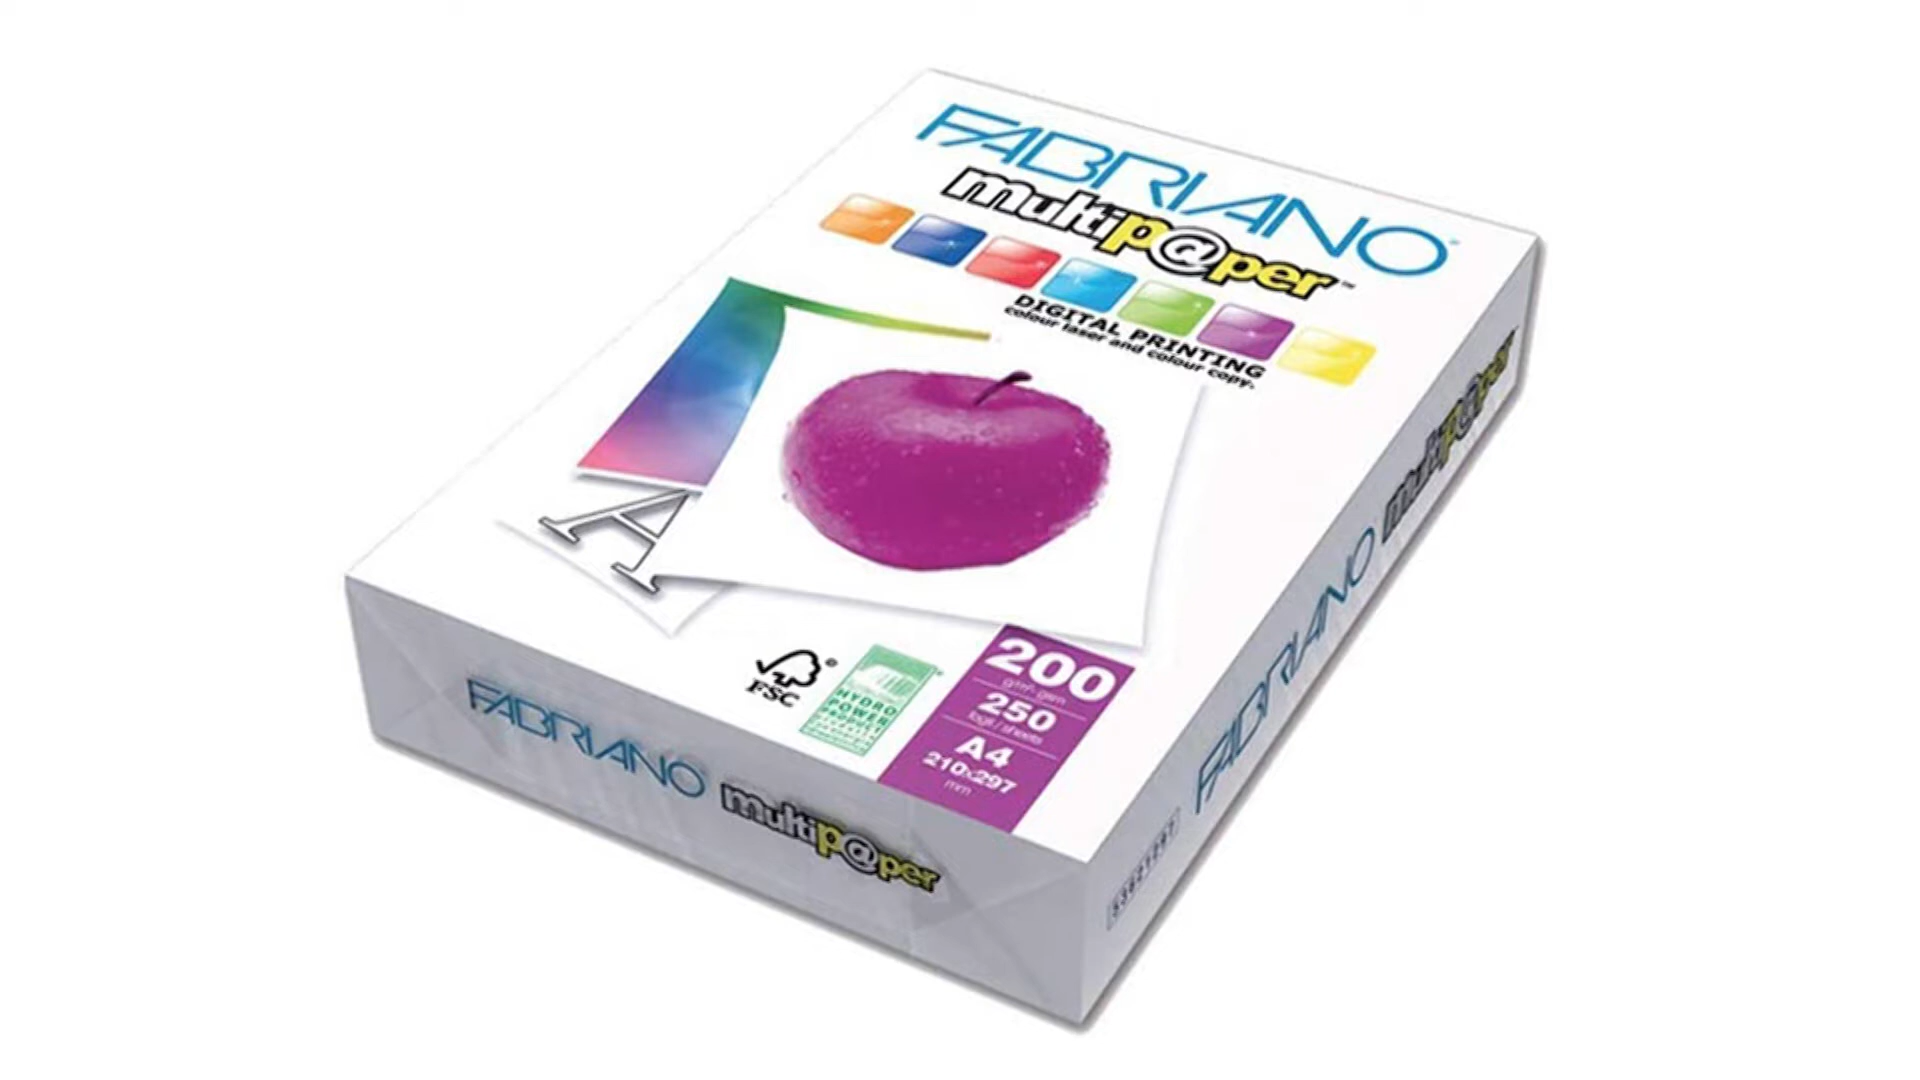 FABRIANO®
multip@per™
DIGITAL PRINTING
colour laser and colour copy.
A
FSC®
HYDRO
POWER
200
g/m² - gsm
250
fogli / sheets
A4
210x297
mm
FABRIANO multip@per
FABRIANO multip@per